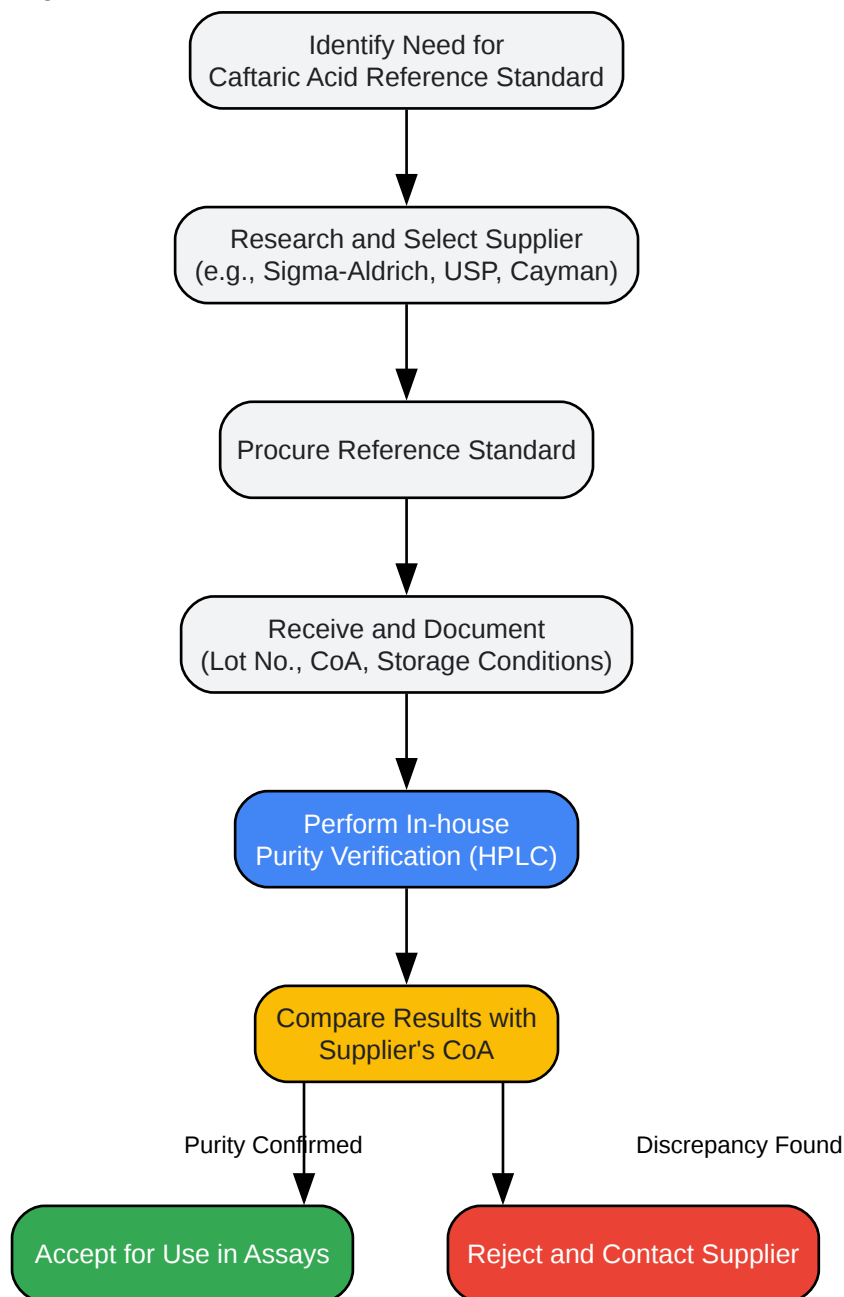 Identify Need for
Caftaric Acid Reference Standard
Research and Select Supplier
(e.g., Sigma-Aldrich, USP, Cayman)
Procure Reference Standard
Receive and Document
(Lot No., CoA, Storage Conditions)
Perform In-house
Purity Verification (HPLC)
Compare Results with
Supplier's CoA
Purity Confirmed
Discrepancy Found
Accept for Use in Assays
Reject and Contact Supplier